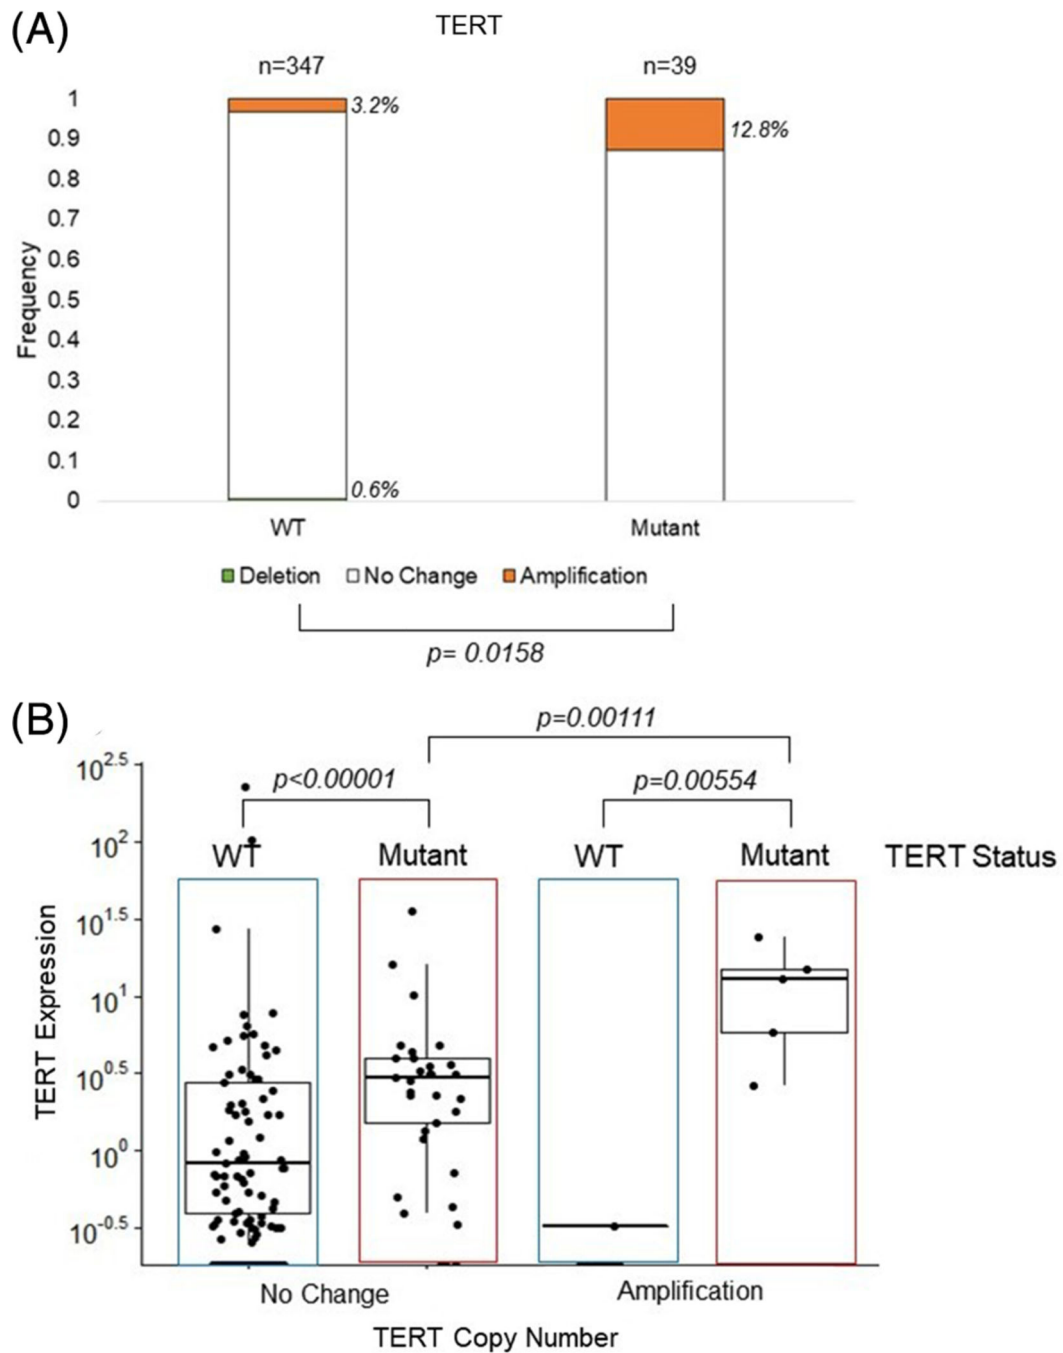 (A)
TERT
n=347 n=39
1
3.2%
0.9
12.8%
0.8
0.7
0.6
0.5
0.4
0.3
0.2
0.1
0.6%
0
Frequency
WT Mutant
Deletion No Change Amplification
p= 0.0158
(B)
p=0.00111
10^2.5
p<0.00001 p=0.00554
10^2
WT Mutant WT Mutant TERT Status
10^1.5
10^1
10^0.5
10^0
10^-0.5
TERT Expression
No Change Amplification
TERT Copy Number